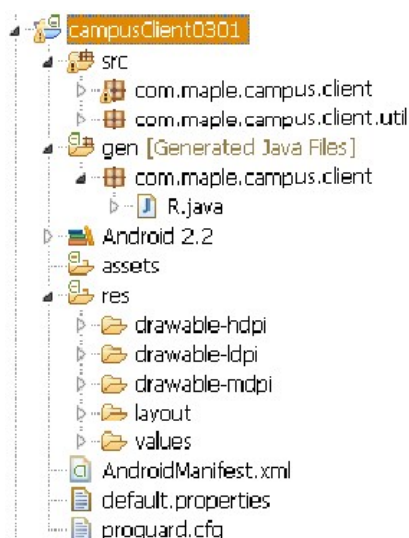 campusClient0301
src
com.maple.campus.client
com.maple.campus.client.util
gen [Generated Java Files]
com.maple.campus.client
R.java
Android 2.2
assets
res
drawable-hdpi
drawable-ldpi
drawable-mdpi
layout
values
AndroidManifest.xml
default.properties
proguard.cfg